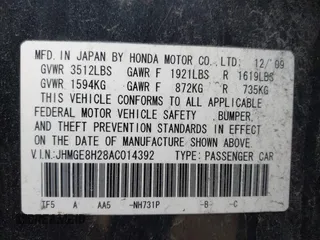 MFD. IN JAPAN BY HONDA MOTOR CO.,LTD. 12/09
GVWR 3512LBS GAWR F 1921LBS R 1619LBS
GVWR 1594KG GAWR F 872KG R 735KG
THIS VEHICLE CONFORMS TO ALL APPLICABLE
FEDERAL MOTOR VEHICLE SAFETY, BUMPER,
AND THEFT PREVENTION STANDARDS IN EFFECT
ON THE DATE OF MANUFACTURE SHOWN ABOVE.
V.I.N:JHMGE8H28AC014392 TYPE: PASSENGER CAR
TF5 A AA5 -NH731P -B -C